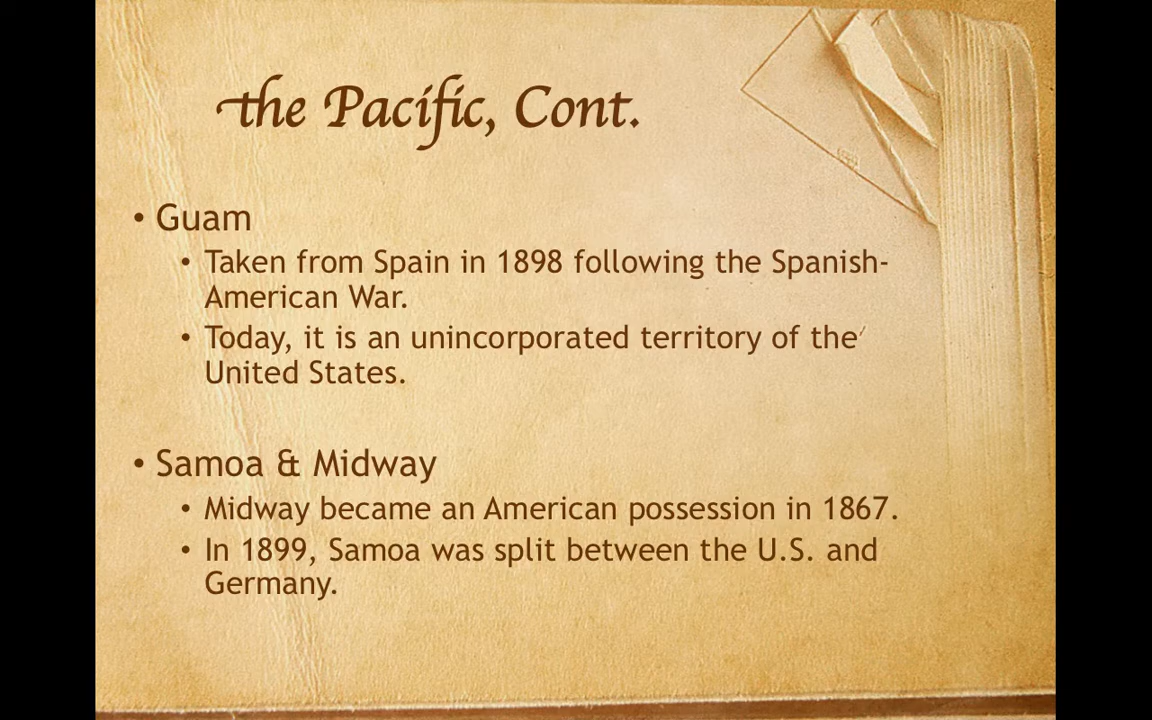 the Pacific, Cont.
• Guam
• Taken from Spain in 1898 following the Spanish-
American War.
• Today, it is an unincorporated territory of the
United States.
• Samoa & Midway
• Midway became an American possession in 1867.
• In 1899, Samoa was split between the U.S. and
Germany.